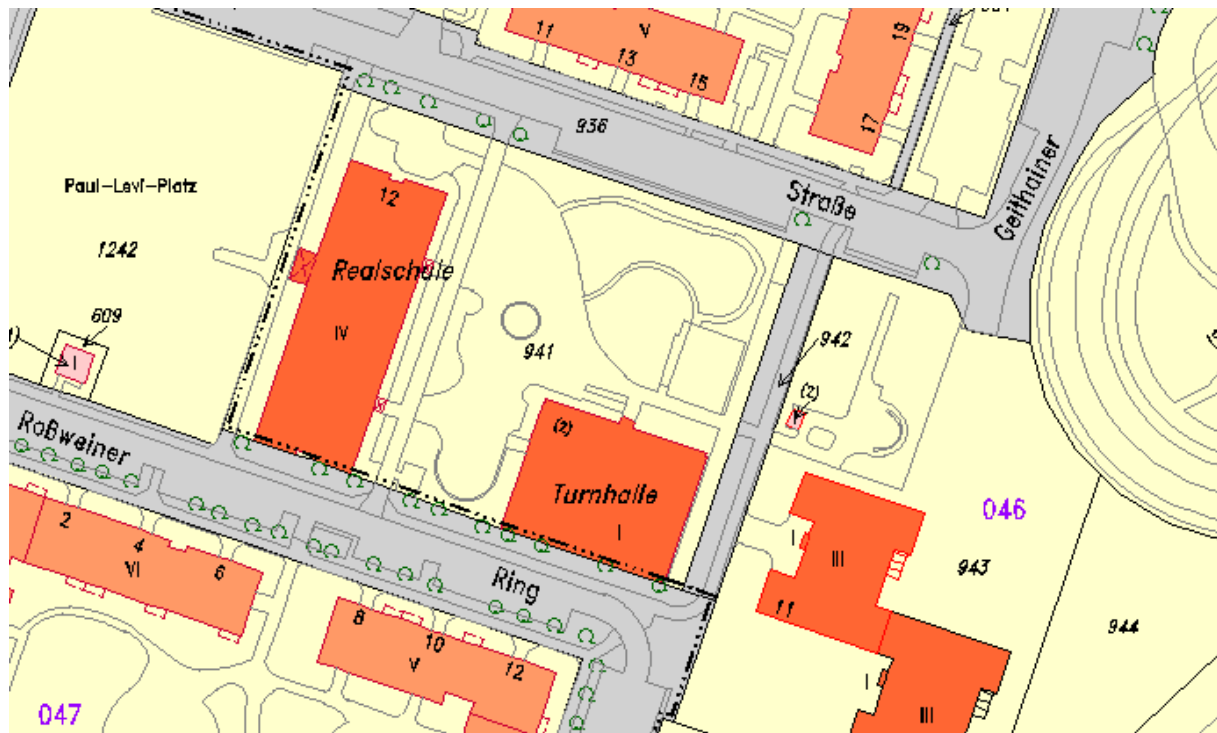 11
V
13
15
19
17
936
Straße
Geithainer
Paul-Levi-Platz
1242
12
Realschule
IV
609
I
941
942
(2)
(2)
Turnhalle
I
Roßweiner
Ring
2
4
6
VI
8
10
12
V
046
I
III
943
11
944
I
III
047